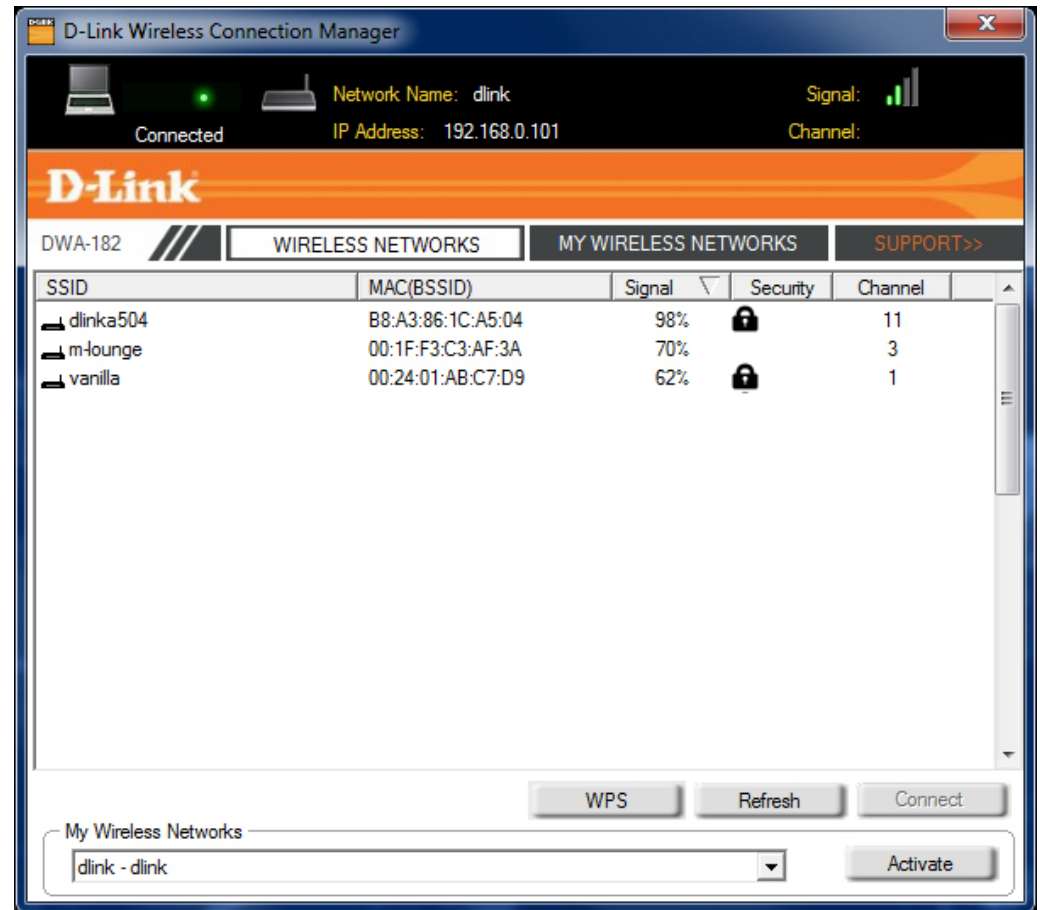 D-Link Wireless Connection Manager
Network Name: dlink Signal:
Connected IP Address: 192.168.0.101 Channel:
D-Link
DWA-182 WIRELESS NETWORKS MY WIRELESS NETWORKS SUPPORT>>
SSID MAC(BSSID) Signal Security Channel
dlinka504 B8:A3:86:1C:A5:04 98% 11
m-lounge 00:1F:F3:C3:AF:3A 70% 3
vanilla 00:24:01:AB:C7:D9 62% 1
WPS Refresh Connect
My Wireless Networks
dlink - dlink Activate